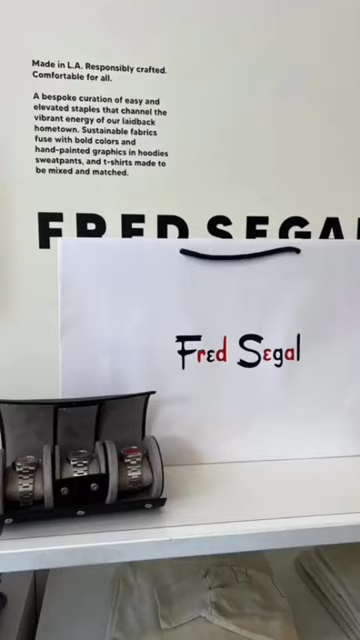 Made in L.A. Responsibly crafted.
Comfortable for all.
A bespoke curation of easy and
elevated staples that channel the
vibrant energy of our laidback
hometown. Sustainable fabrics
fuse with bold colors and
hand-painted graphics in hoodies
sweatpants, and t-shirts made to
be mixed and matched.
FRED SEGAL
Fred Segal